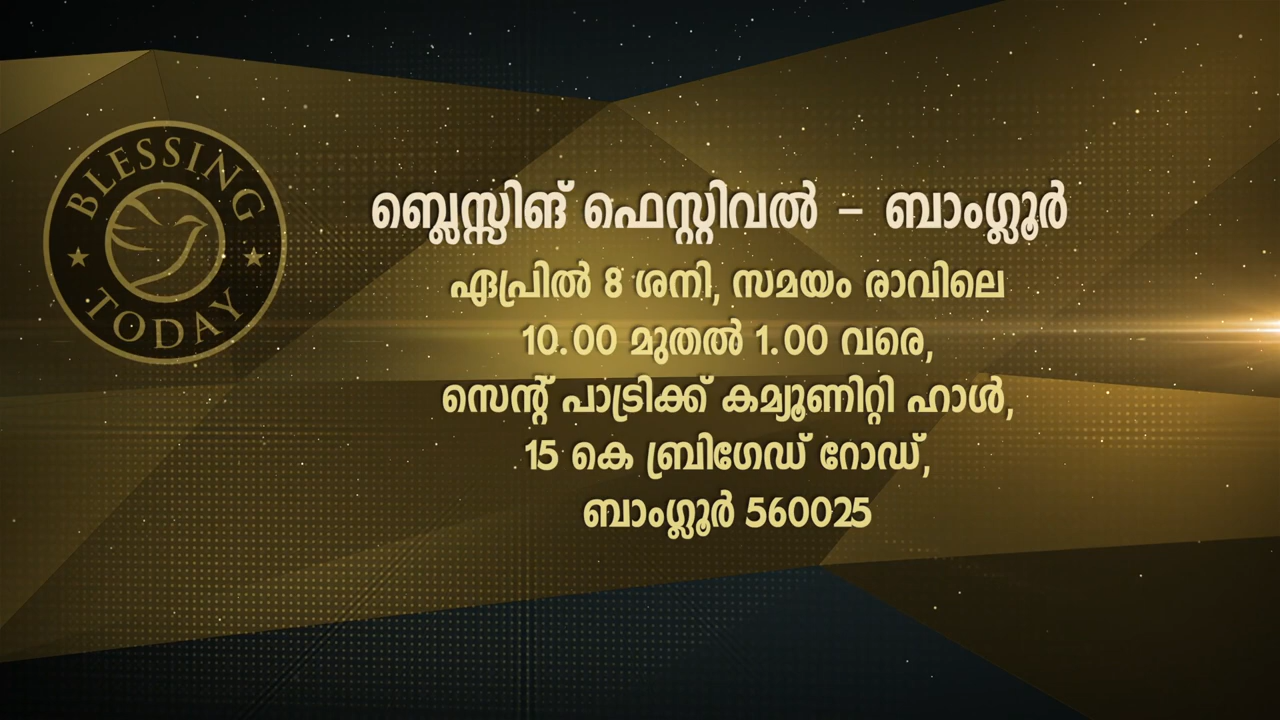 BLESSING
TODAY
ബ്ലെസ്സിങ് ഫെസ്റ്റിവൽ – ബാംഗ്ലൂർ
ഏപ്രിൽ 8 ശനി, സമയം രാവിലെ
10.00 മുതൽ 1.00 വരെ,
സെന്റ് പാട്രിക്ക് കമ്യൂണിറ്റി ഹാൾ,
15 കെ ബ്രിഗേഡ് റോഡ്,
ബാംഗ്ലൂർ 560025